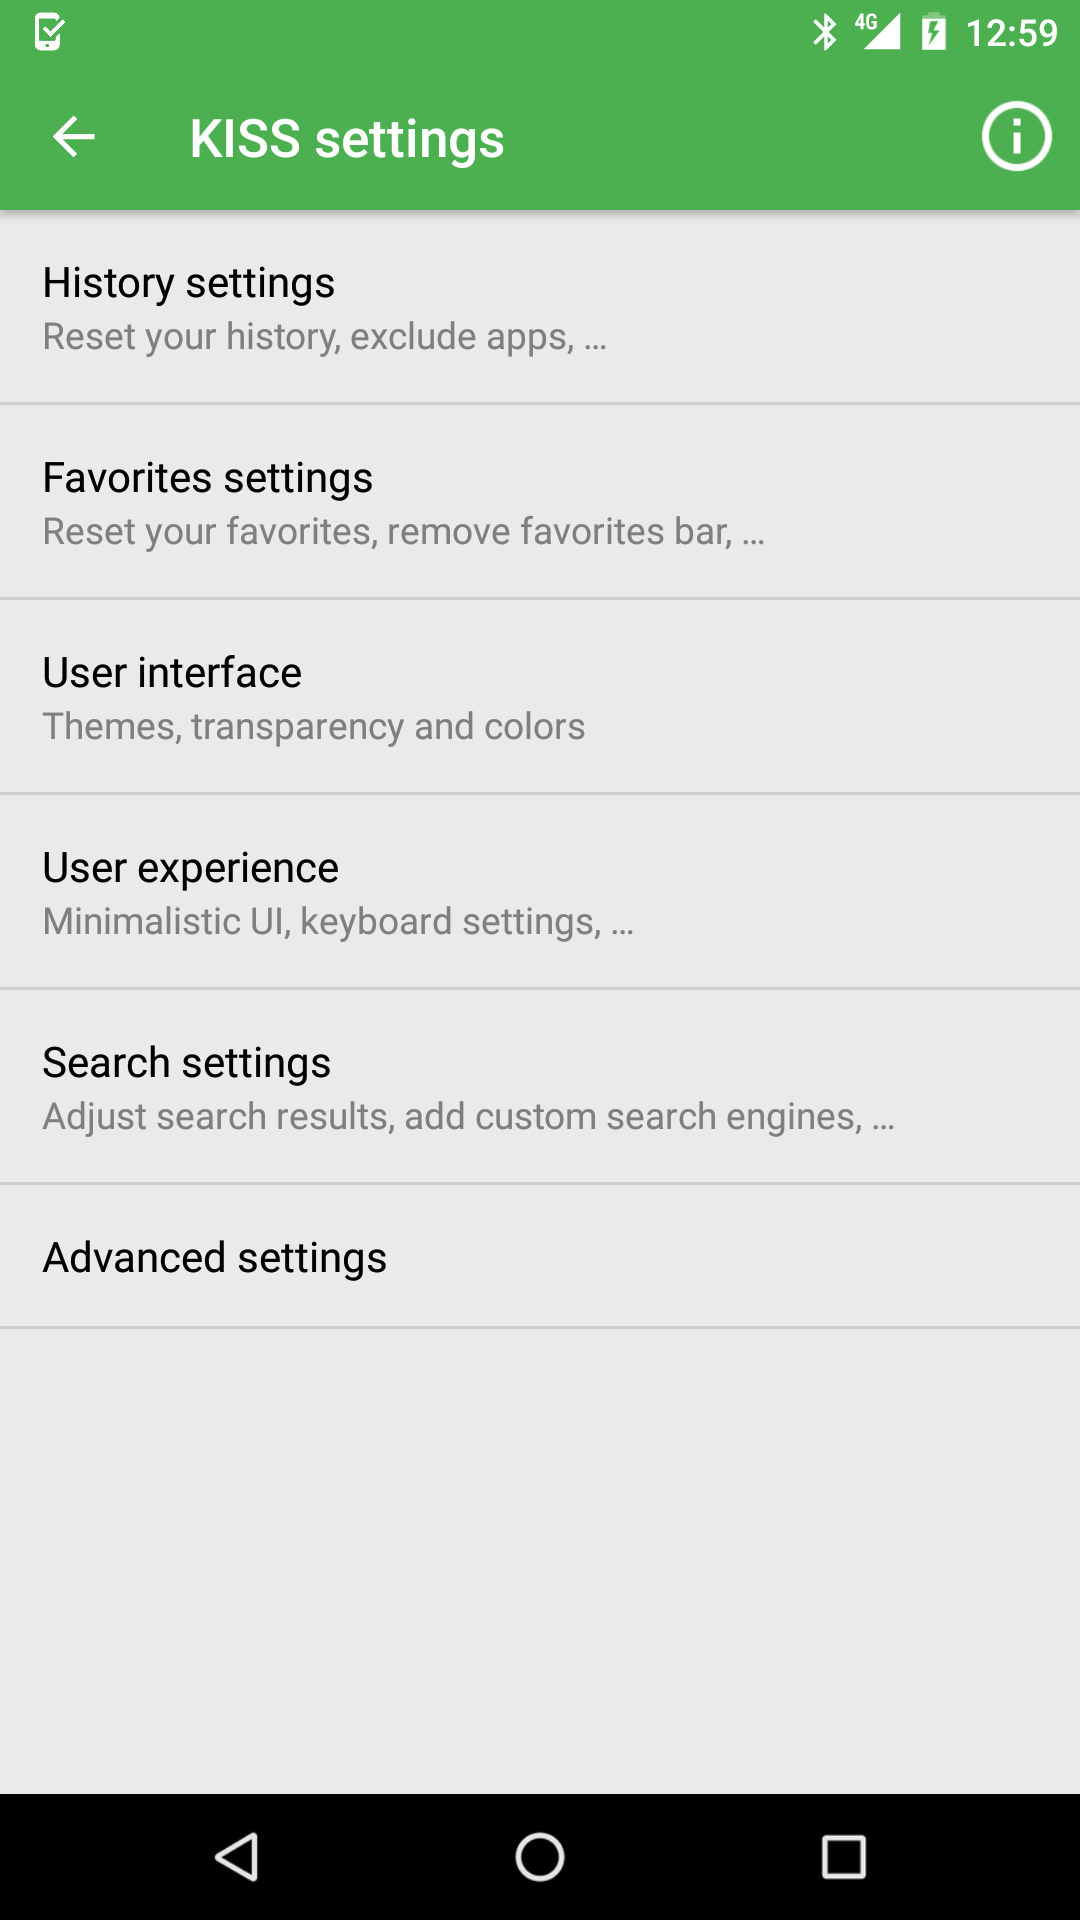 4G 12:59
KISS settings
History settings
Reset your history, exclude apps, ...
Favorites settings
Reset your favorites, remove favorites bar, ...
User interface
Themes, transparency and colors
User experience
Minimalistic UI, keyboard settings, ...
Search settings
Adjust search results, add custom search engines, ...
Advanced settings